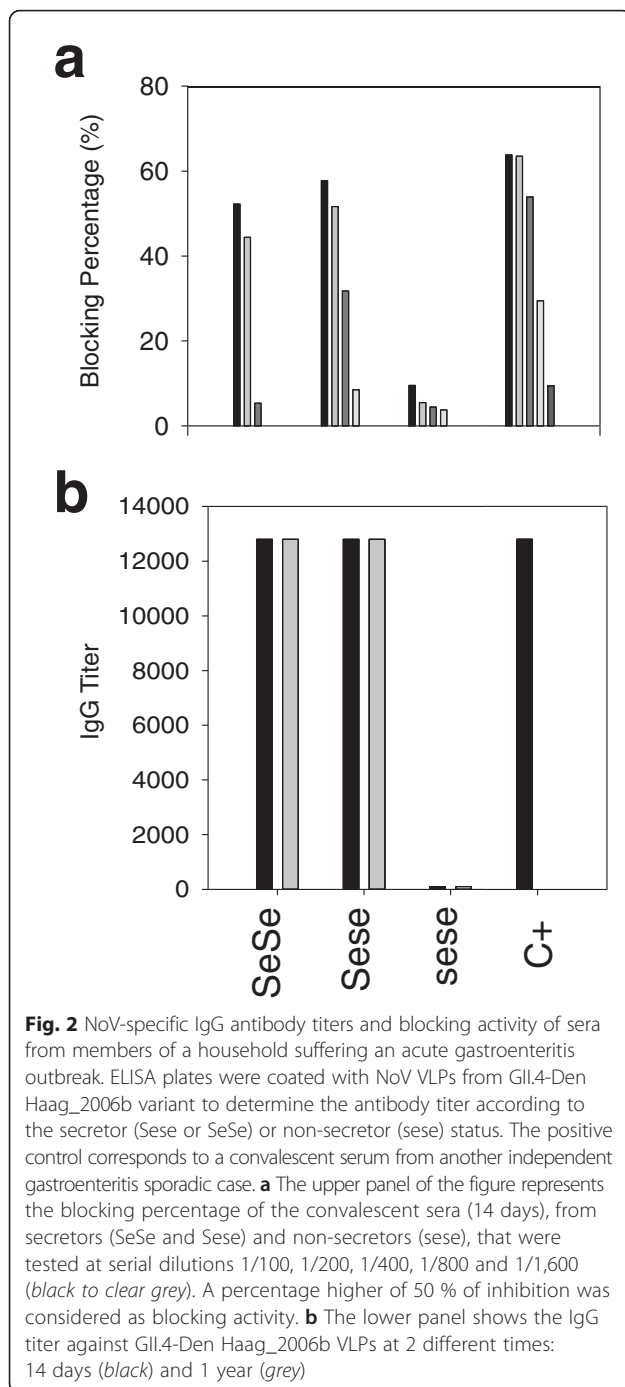 a
80
60
40
20
0
Blocking Percentage (%)
b
14000
12000
10000
8000
6000
4000
2000
0
IgG Titer
SeSe
Sese
sese
C+
Fig. 2 NoV-specific IgG antibody titers and blocking activity of sera
from members of a household suffering an acute gastroenteritis
outbreak. ELISA plates were coated with NoV VLPs from GII.4-Den
Haag_2006b variant to determine the antibody titer according to
the secretor (Sese or SeSe) or non-secretor (sese) status. The positive
control corresponds to a convalescent serum from another independent
gastroenteritis sporadic case. a The upper panel of the figure represents
the blocking percentage of the convalescent sera (14 days), from
secretors (SeSe and Sese) and non-secretors (sese), that were
tested at serial dilutions 1/100, 1/200, 1/400, 1/800 and 1/1,600
(black to clear grey). A percentage higher of 50 % of inhibition was
considered as blocking activity. b The lower panel shows the IgG
titer against GII.4-Den Haag_2006b VLPs at 2 different times:
14 days (black) and 1 year (grey)